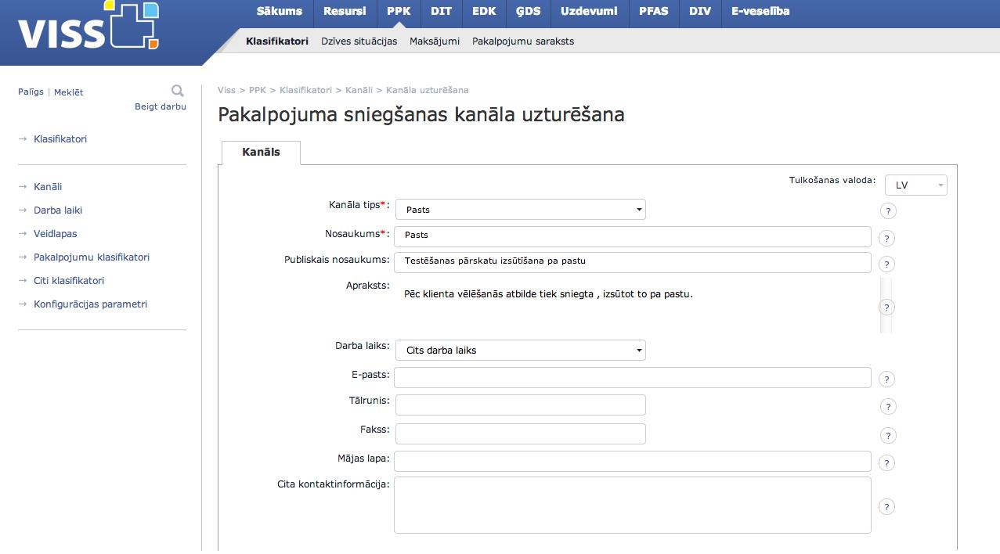 VISS
Sākums Resursi PPK DIT EDK ĢDS Uzdevumi PFAS DIV E-veselība
Klasifikatori Dzīves situācijas Maksājumi Pakalpojumu saraksts
Palīgs | Meklēt
Beigt darbu
→ Klasifikatori
→ Kanāli
→ Darba laiki
→ Veidlapas
→ Pakalpojumu klasifikatori
→ Citi klasifikatori
→ Konfigurācijas parametri
Viss > PPK > Klasifikatori > Kanāli > Kanāla uzturēšana
Pakalpojuma sniegšanas kanāla uzturēšana
Kanāls
Tulkošanas valoda: LV
Kanāla tips*: Pasts ?
Nosaukums*: Pasts ?
Publiskais nosaukums: Testēšanas pārskatu izsūtīšana pa pastu ?
Apraksts: Pēc klienta vēlēšanās atbilde tiek sniegta , izsūtot to pa pastu. ?
Darba laiks: Cits darba laiks
E-pasts: ?
Tālrunis: ?
Fakss: ?
Mājas lapa: ?
Cita kontaktinformācija: ?